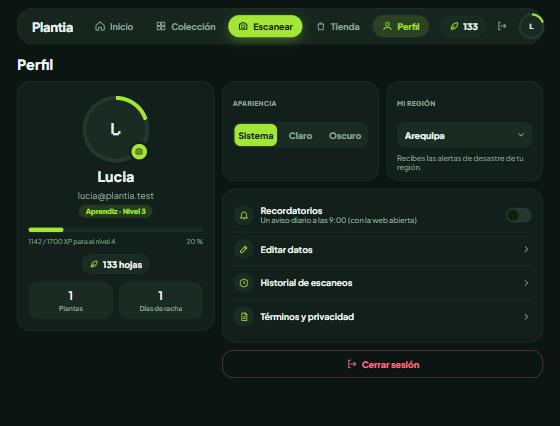 Plantia
Inicio
Colección
Escanear
Tienda
Perfil
133
L
Perfil
L
Lucia
lucia@plantia.test
Aprendiz · Nivel 3
1142 / 1700 XP para el nivel 4
20 %
133 hojas
1
Plantas
1
Días de racha
APARIENCIA
Sistema
Claro
Oscuro
MI REGIÓN
Arequipa
Recibes las alertas de desastre de tu
región.
Recordatorios
Un aviso diario a las 9:00 (con la web abierta)
Editar datos
Historial de escaneos
Términos y privacidad
Cerrar sesión